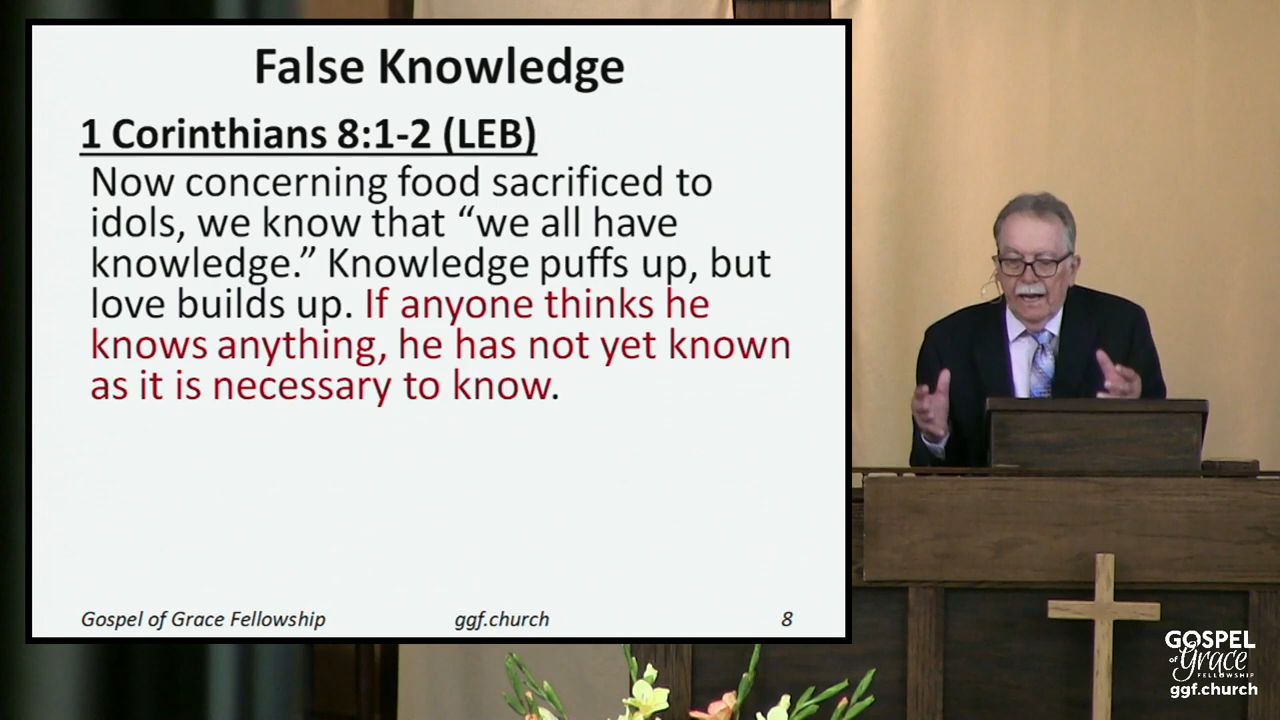 False Knowledge
1 Corinthians 8:1-2 (LEB)
Now concerning food sacrificed to
idols, we know that “we all have
knowledge.” Knowledge puffs up, but
love builds up. If anyone thinks he
knows anything, he has not yet known
as it is necessary to know.
Gospel of Grace Fellowship ggf.church 8
GOSPEL
of Grace
FELLOWSHIP
ggf.church